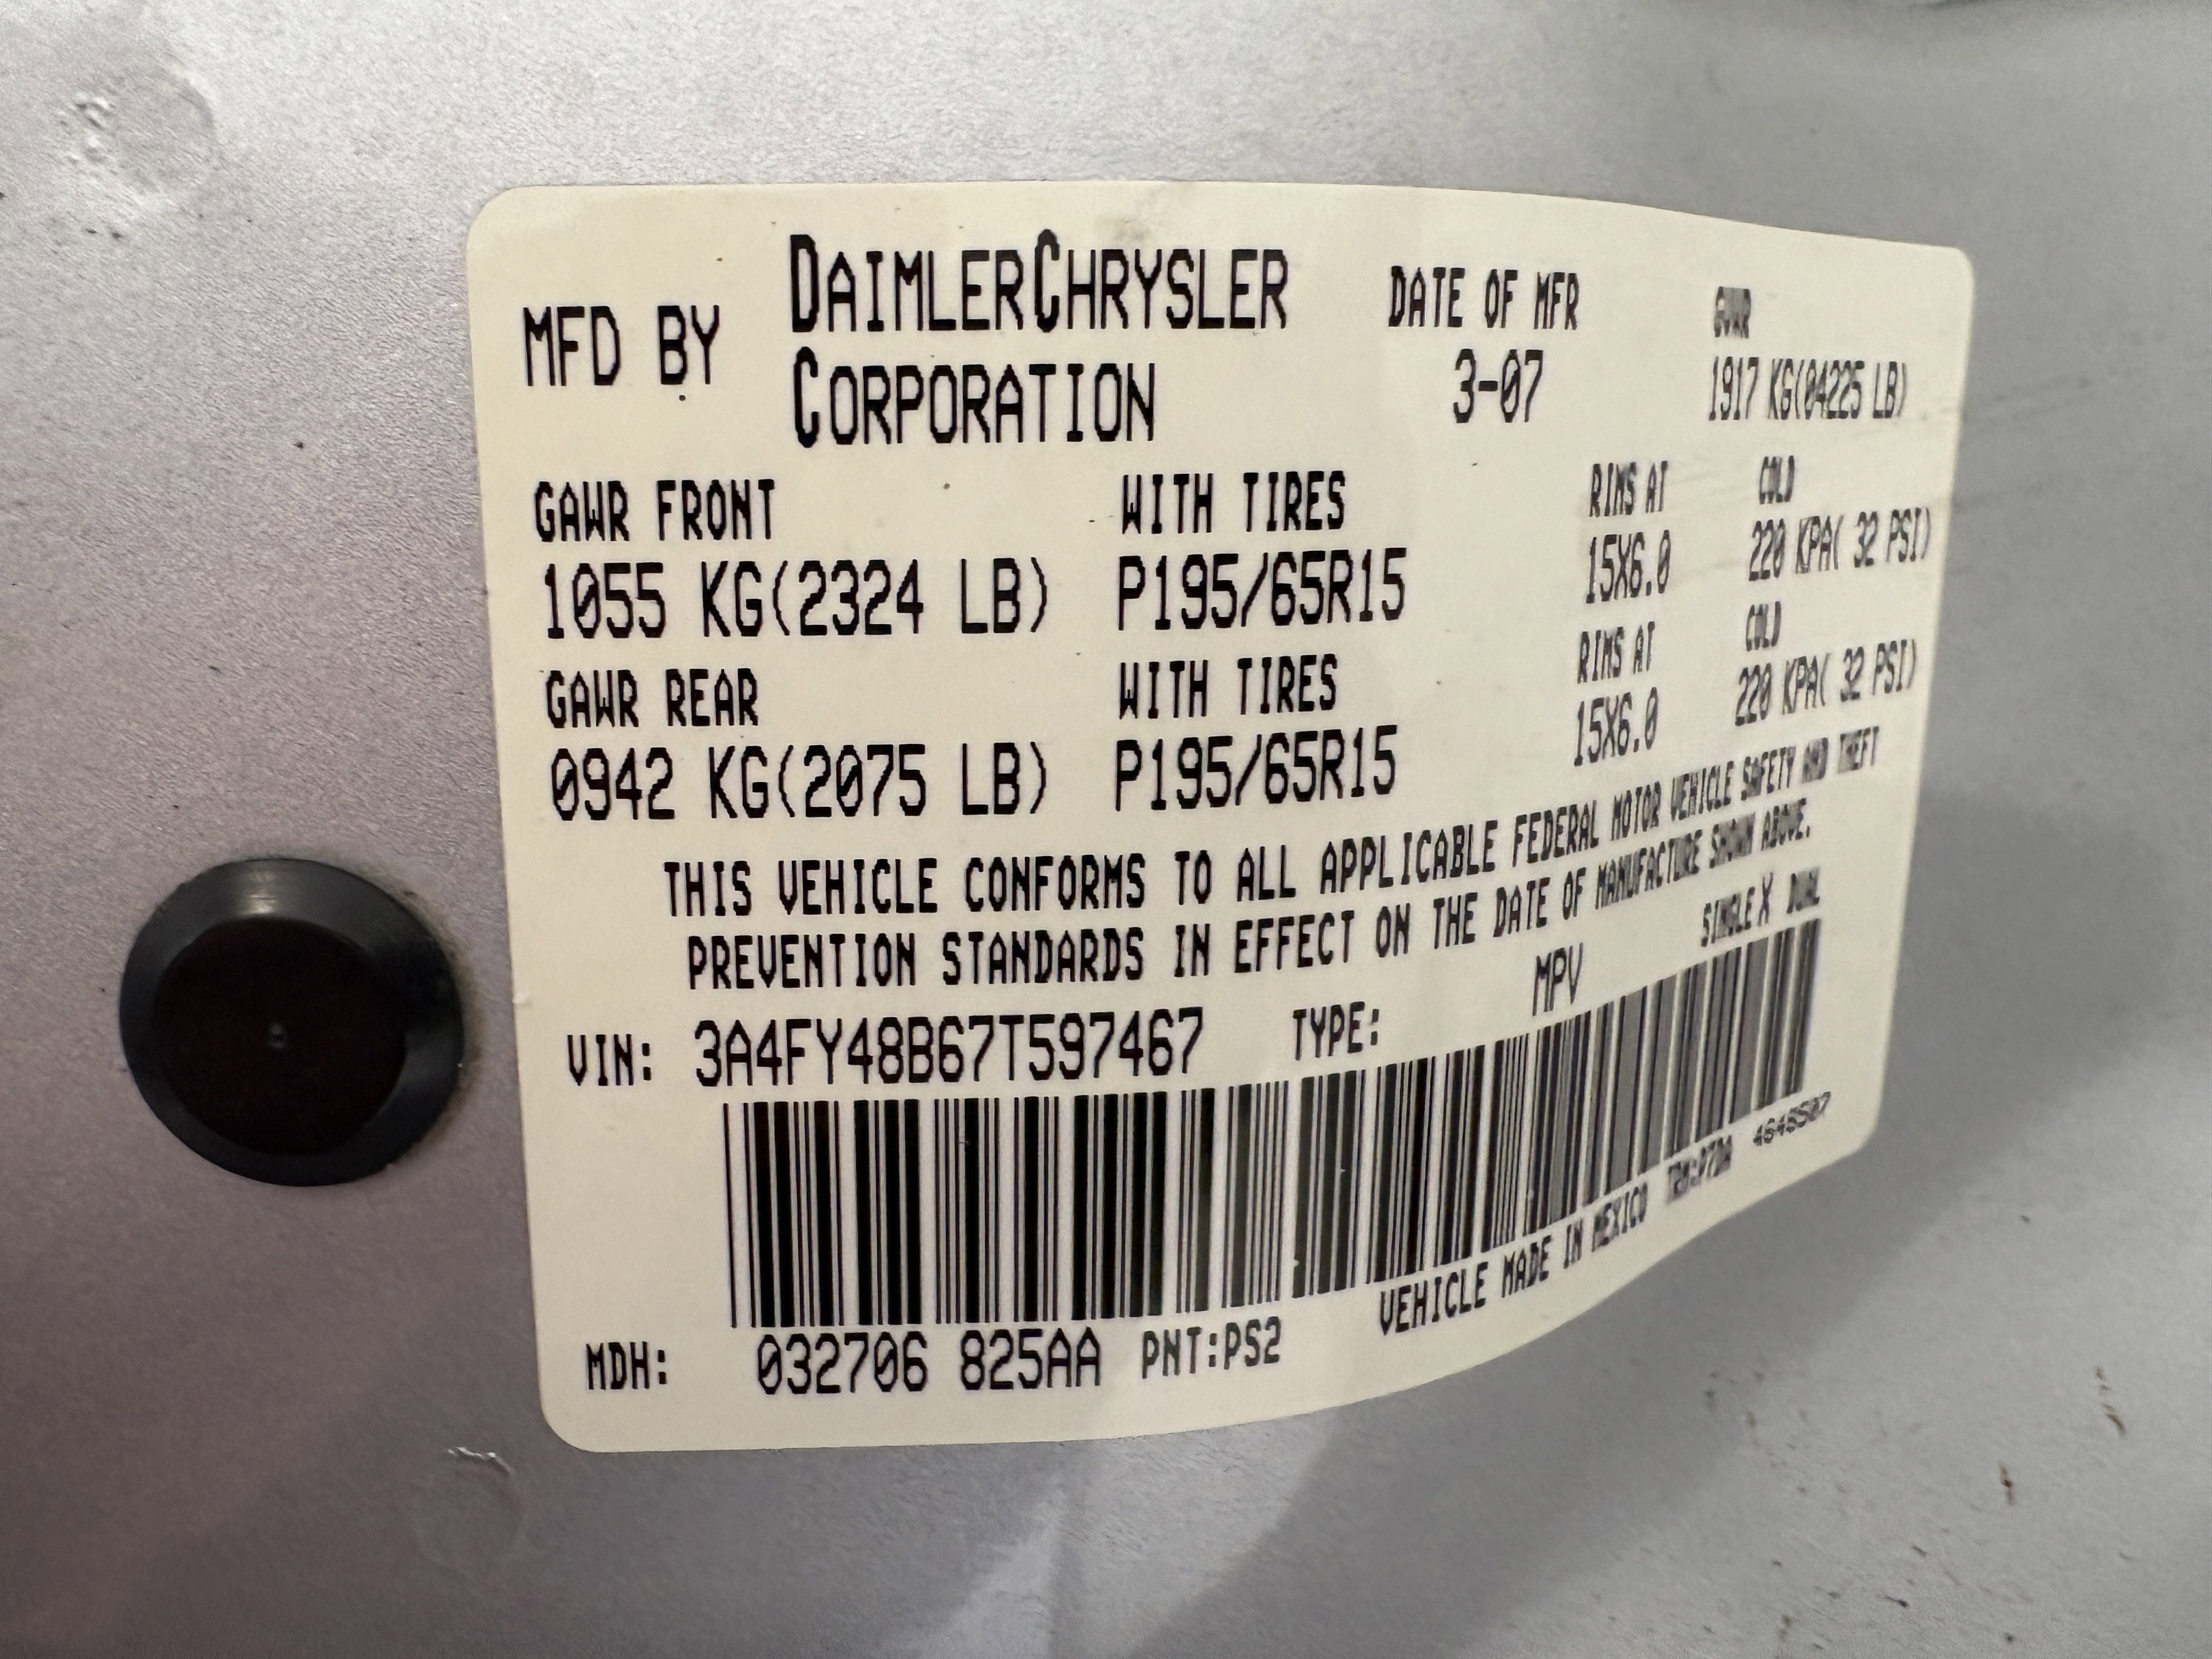 MFD BY DAIMLERCHRYSLER CORPORATION DATE OF MFR 3-07 GVWR 1917 KG(04225 LB)
GAWR FRONT WITH TIRES RIMS AT COLD
1055 KG(2324 LB) P195/65R15 15X6.0 220 KPA( 32 PSI)
GAWR REAR WITH TIRES RIMS AT COLD
0942 KG(2075 LB) P195/65R15 15X6.0 220 KPA( 32 PSI)
THIS VEHICLE CONFORMS TO ALL APPLICABLE FEDERAL MOTOR VEHICLE SAFETY AND THEFT
PREVENTION STANDARDS IN EFFECT ON THE DATE OF MANUFACTURE SHOWN ABOVE.
VIN: 3A4FY48B67T597467 TYPE: MPV SINGLE X DUAL
MDH: 032706 825AA PNT:PS2 VEHICLE MADE IN MEXICO